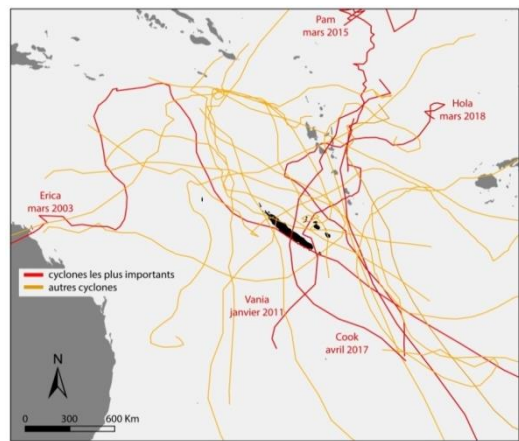 Pam
mars 2015
Hola
mars 2018
Erica
mars 2003
cyclones les plus importants
autres cyclones
Vania
janvier 2011
Cook
avril 2017
N
0 300 600 Km